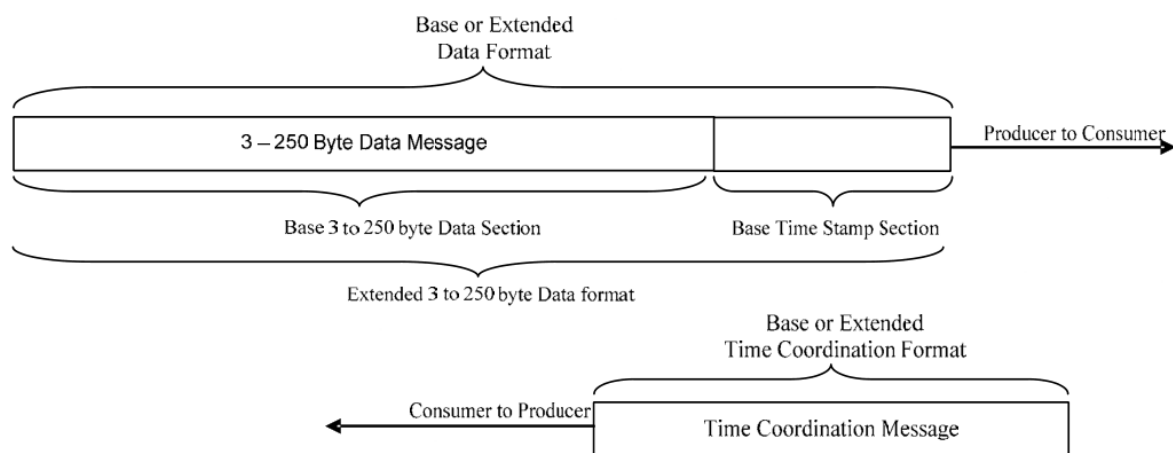 Base or Extended
Data Format
3 – 250 Byte Data Message
Producer to Consumer
Base 3 to 250 byte Data Section
Base Time Stamp Section
Extended 3 to 250 byte Data format
Base or Extended
Time Coordination Format
Consumer to Producer
Time Coordination Message